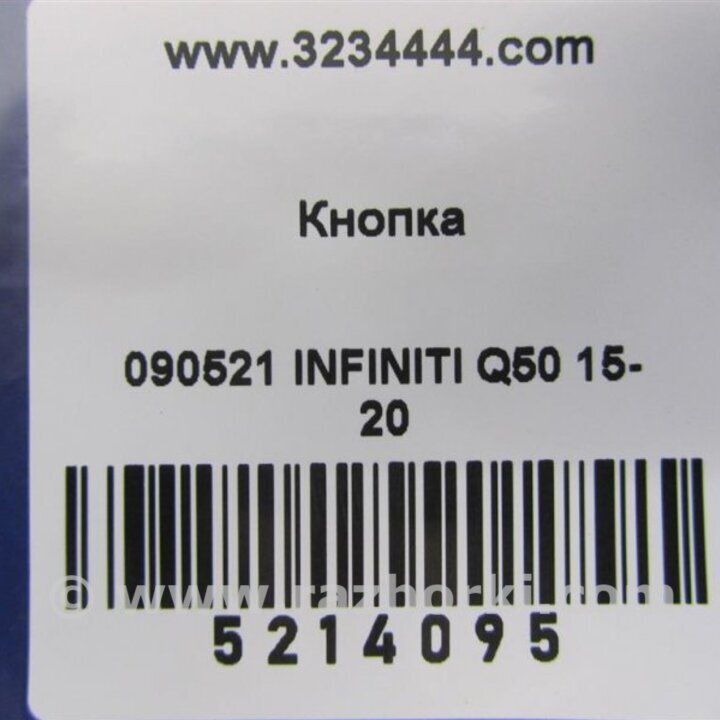 www.3234444.com
Кнопка
090521 INFINITI Q50 15-
20
© www.razborki.com
5214095